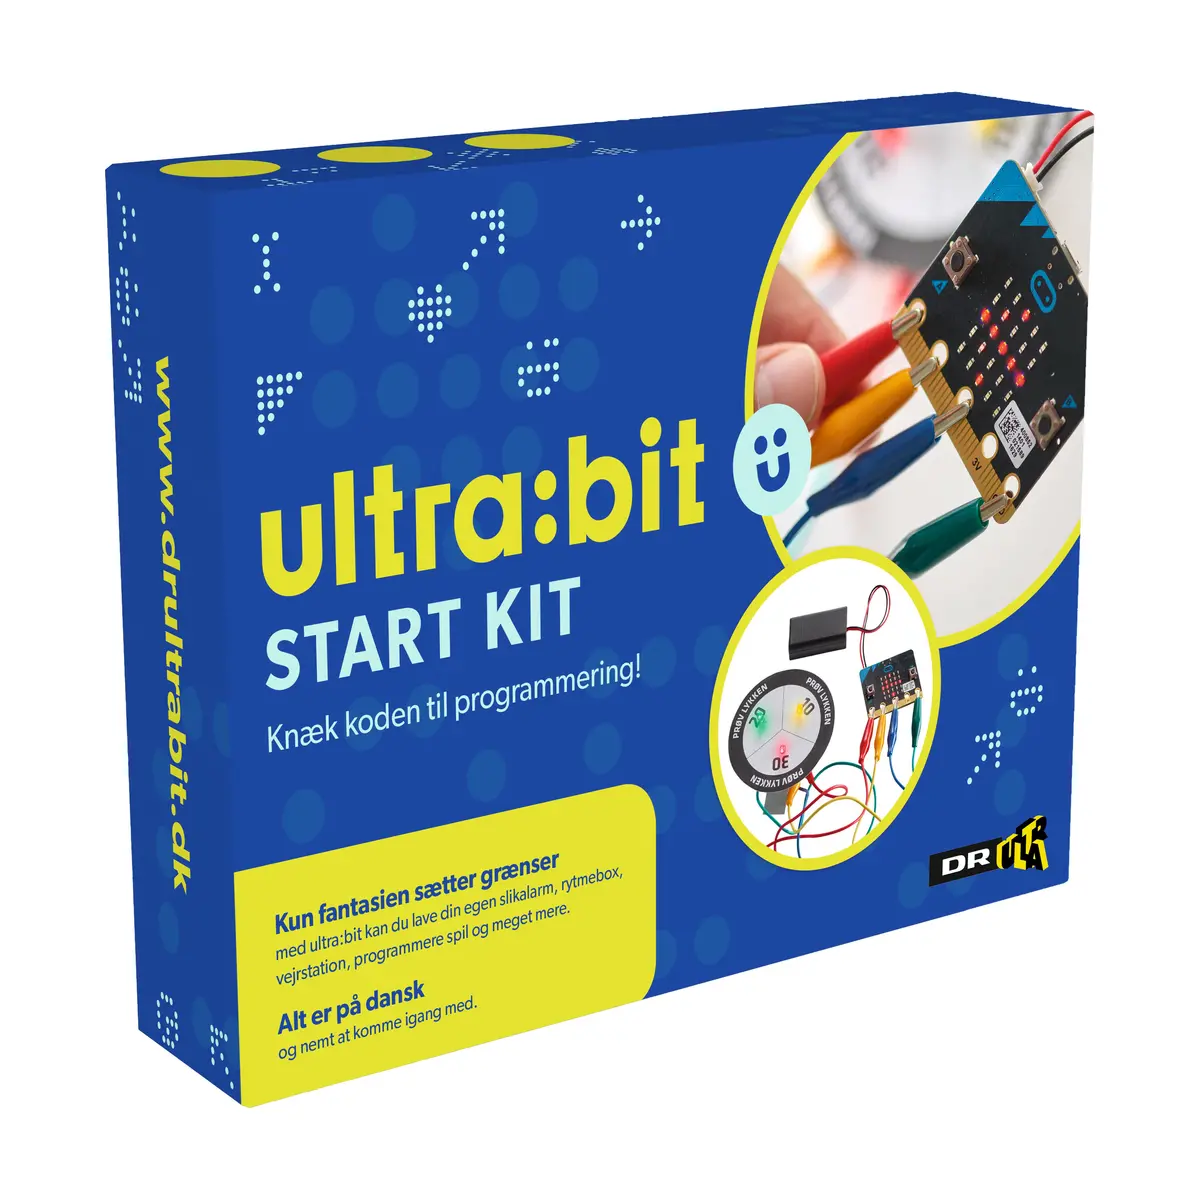 www.drultrabit.dk
ultra:bit
START KIT
Knæk koden til programmering!
Kun fantasien sætter grænser
med ultra:bit kan du lave din egen slikalarm, rytmebox,
vejrstation, programmere spil og meget mere.
Alt er på dansk
og nemt at komme igang med.
3V
PRØV LYKKEN
PRØV LYKKEN
PRØV LYKKEN
20
10
30
DR ULTRA